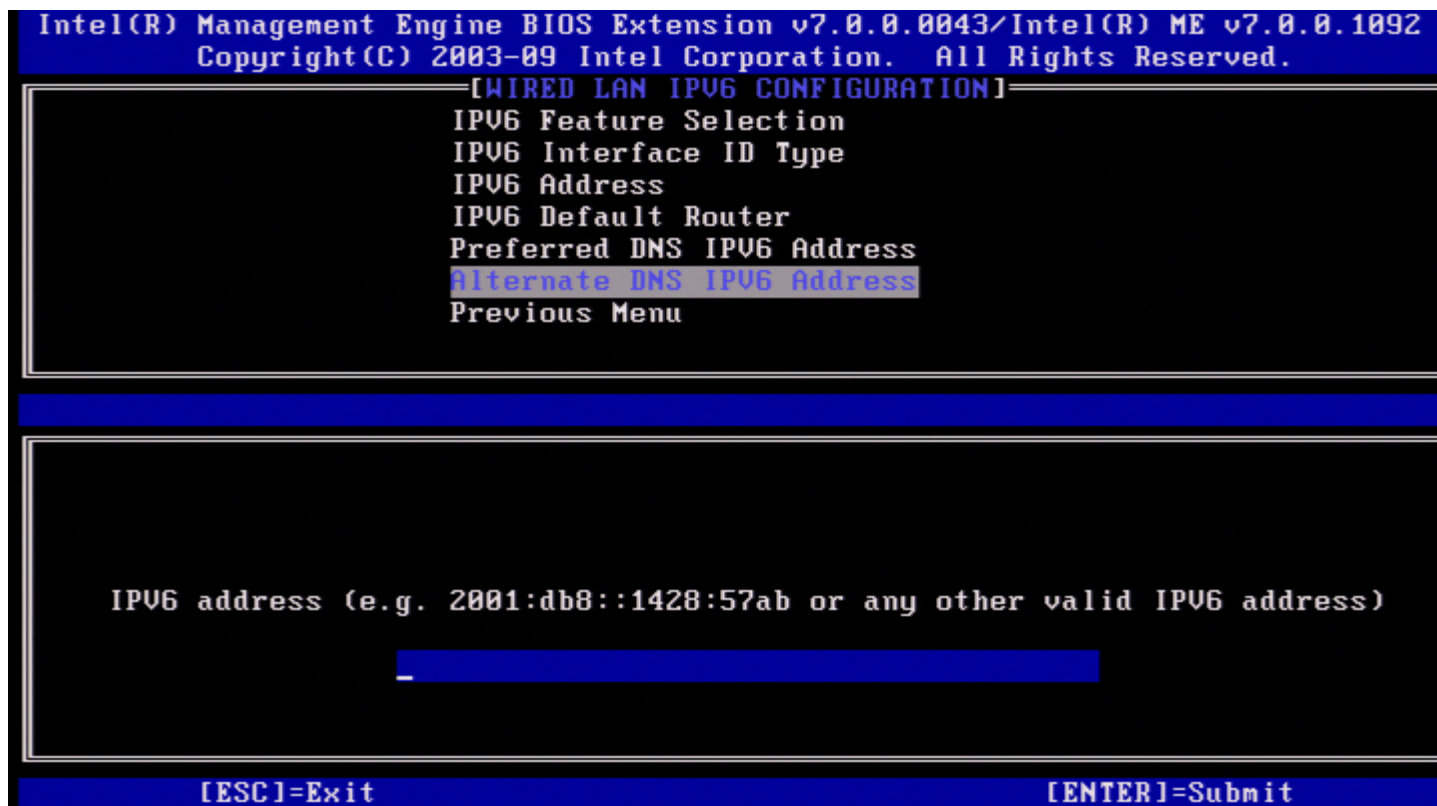 Intel(R) Management Engine BIOS Extension v7.0.0.0043/Intel(R) ME v7.0.0.1092
Copyright(C) 2003-09 Intel Corporation. All Rights Reserved.
[WIRED LAN IPV6 CONFIGURATION]
IPV6 Feature Selection
IPV6 Interface ID Type
IPV6 Address
IPV6 Default Router
Preferred DNS IPV6 Address
Alternate DNS IPV6 Address
Previous Menu
IPV6 address (e.g. 2001:db8::1428:57ab or any other valid IPV6 address)
[ESC]=Exit [ENTER]=Submit